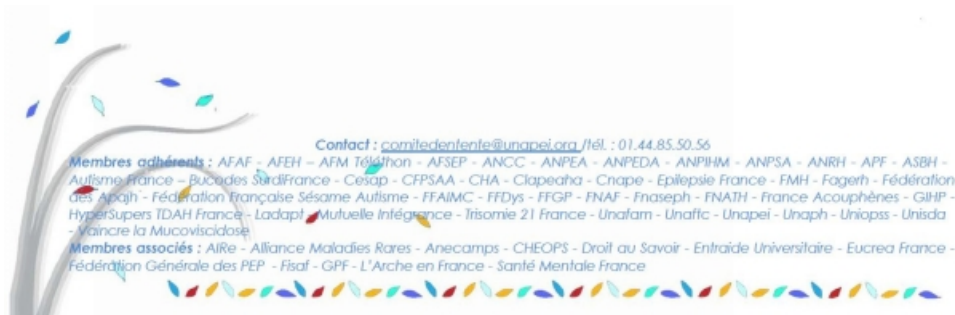 Contact : comitedentente@unapei.org /tél. : 01.44.85.50.56
Membres adhérents : AFAF - AFEH – AFM Téléthon - AFSEP - ANCC - ANPEA - ANPEDA - ANPIHM - ANPSA - ANRH - APF - ASBH -
Autisme France – Bucodes SurdiFrance - Cesap - CFPSAA - CHA - Clapeaha - Cnape - Epilepsie France - FMH - Fagerh - Fédération
des Apajh - Fédération Française Sésame Autisme - FFAIMC - FFDys - FFGP - FNAF - Fnaseph - FNATH - France Acouphènes - GIHP -
HyperSupers TDAH France - Ladapt - Mutuelle Intégrance - Trisomie 21 France - Unafam - Unaftc - Unapei - Unaph - Uniopss - Unisda
- Vaincre la Mucoviscidose
Membres associés : AIRe - Alliance Maladies Rares - Anecamps - CHEOPS - Droit au Savoir - Entraide Universitaire - Eucrea France -
Fédération Générale des PEP - Fisaf - GPF - L'Arche en France - Santé Mentale France